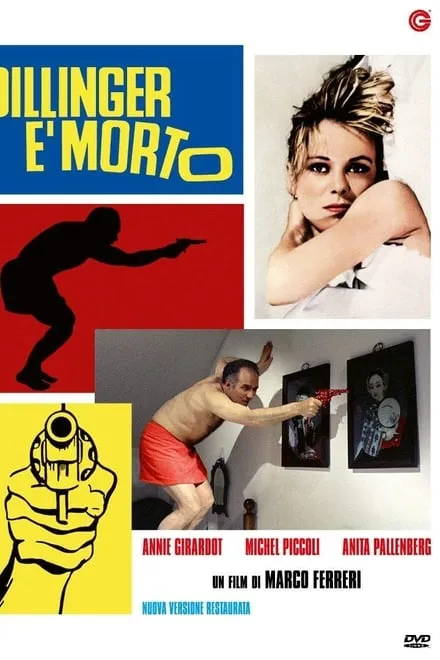 DILLINGER
E' MORTO
ANNIE GIRARDOT MICHEL PICCOLI ANITA PALLENBERG
UN FILM DI MARCO FERRERI
NUOVA VERSIONE RESTAURATA
DVD